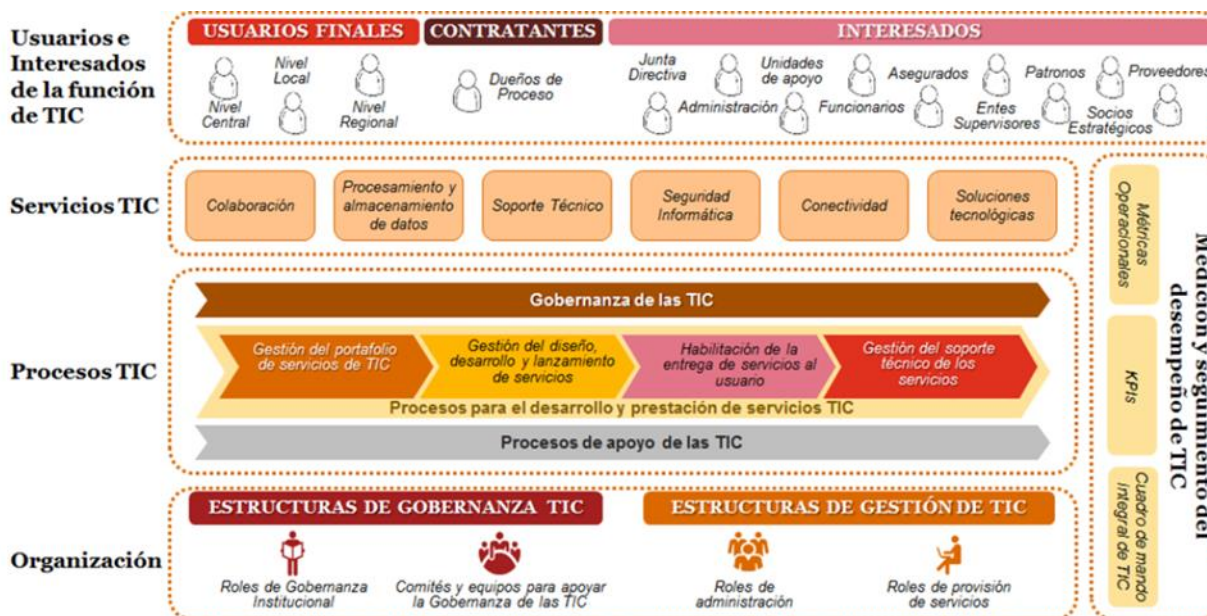 Usuarios e
Interesados
de la función
de TIC
USUARIOS FINALES
CONTRATANTES
INTERESADOS
Nivel
Central
Nivel
Local
Nivel
Regional
Dueños de
Proceso
Junta
Directiva
Administración
Unidades
de apoyo
Funcionarios
Asegurados
Entes
Supervisores
Patronos
Socios
Estratégicos
Proveedores
Servicios TIC
Colaboración
Procesamiento y
almacenamiento
de datos
Soporte Técnico
Seguridad
Informática
Conectividad
Soluciones
tecnológicas
Procesos TIC
Gobernanza de las TIC
Gestión del portafolio
de servicios de TIC
Gestión del diseño,
desarrollo y lanzamiento
de servicios
Habilitación de la
entrega de servicios al
usuario
Gestión del soporte
técnico de los
servicios
Procesos para el desarrollo y prestación de servicios TIC
Procesos de apoyo de las TIC
Organización
ESTRUCTURAS DE GOBERNANZA TIC
Roles de Gobernanza
Institucional
Comités y equipos para apoyar
la Gobernanza de las TIC
ESTRUCTURAS DE GESTIÓN DE TIC
Roles de
administración
Roles de provisión
de servicios
Métricas
Operacionales
KPIs
Cuadro de mando
integral de TIC
Medición y seguimiento del
desempeño de TIC